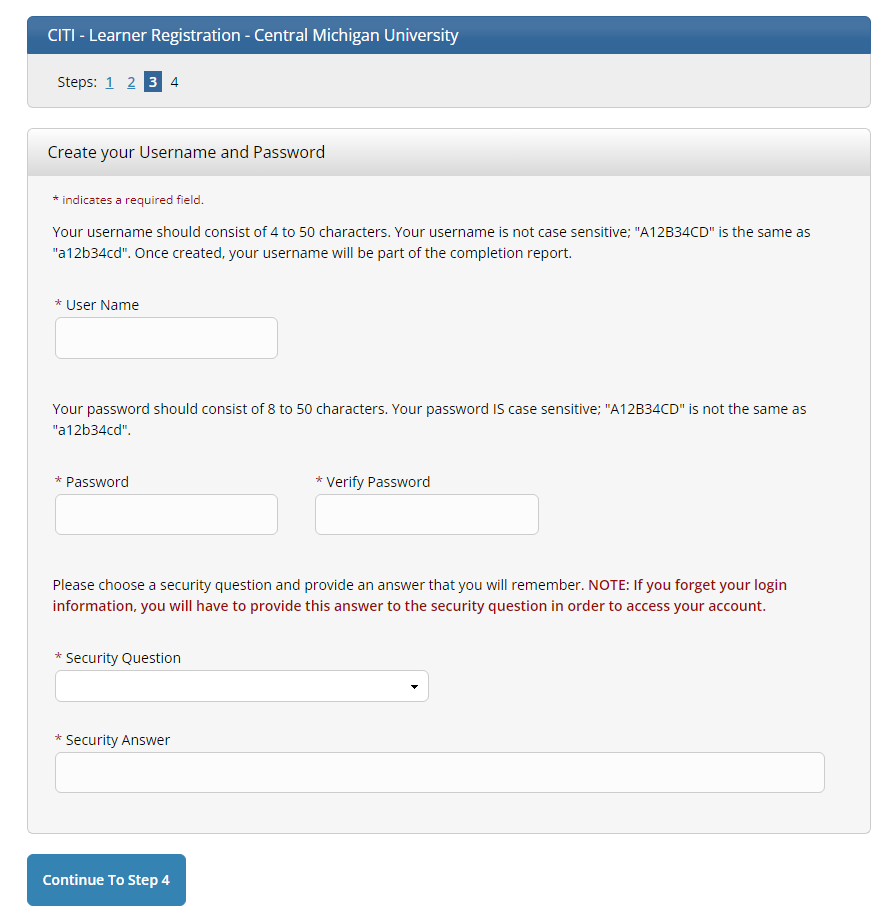 CITI - Learner Registration - Central Michigan University
Steps: 1 2 3 4
Create your Username and Password
* indicates a required field.
Your username should consist of 4 to 50 characters. Your username is not case sensitive; "A12B34CD" is the same as
"a12b34cd". Once created, your username will be part of the completion report.
* User Name
Your password should consist of 8 to 50 characters. Your password IS case sensitive; "A12B34CD" is not the same as
"a12b34cd".
* Password * Verify Password
Please choose a security question and provide an answer that you will remember. NOTE: If you forget your login
information, you will have to provide this answer to the security question in order to access your account.
* Security Question
* Security Answer
Continue To Step 4